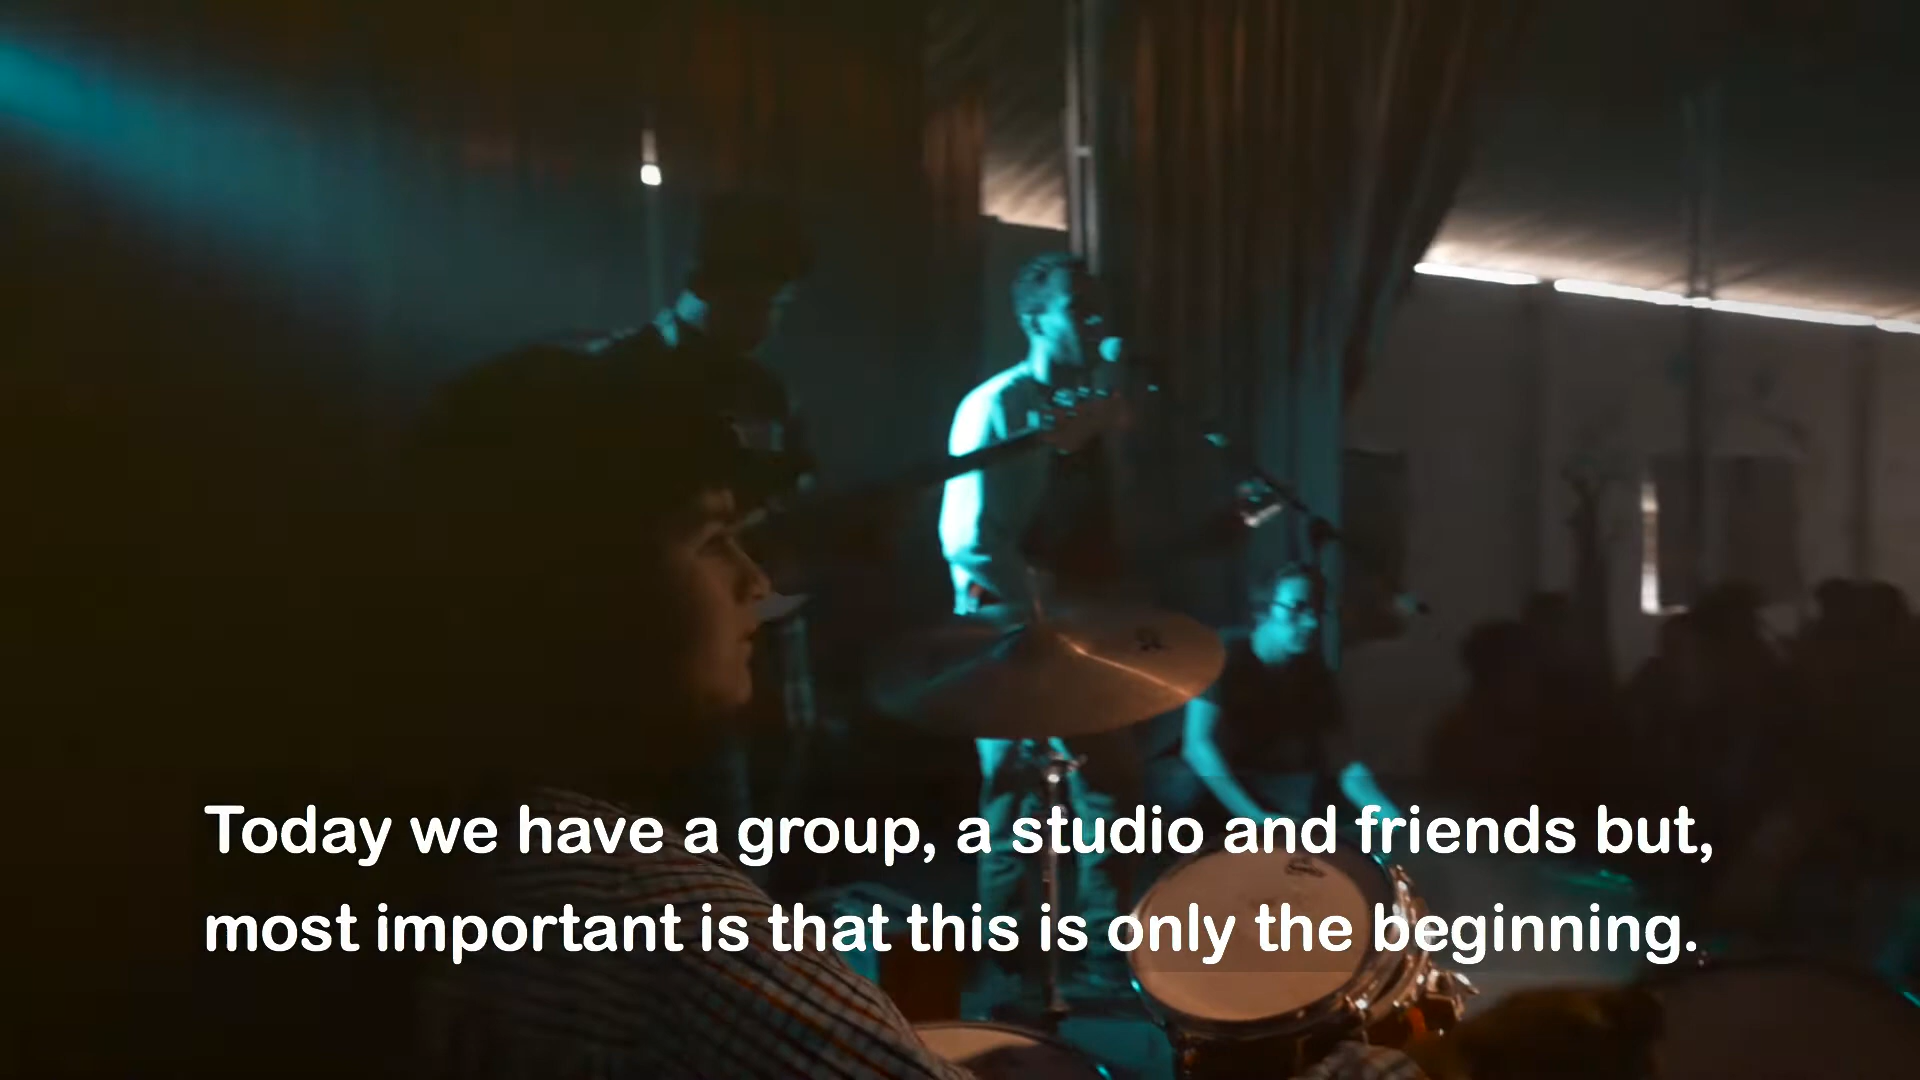 Today we have a group, a studio and friends but,
most important is that this is only the beginning.